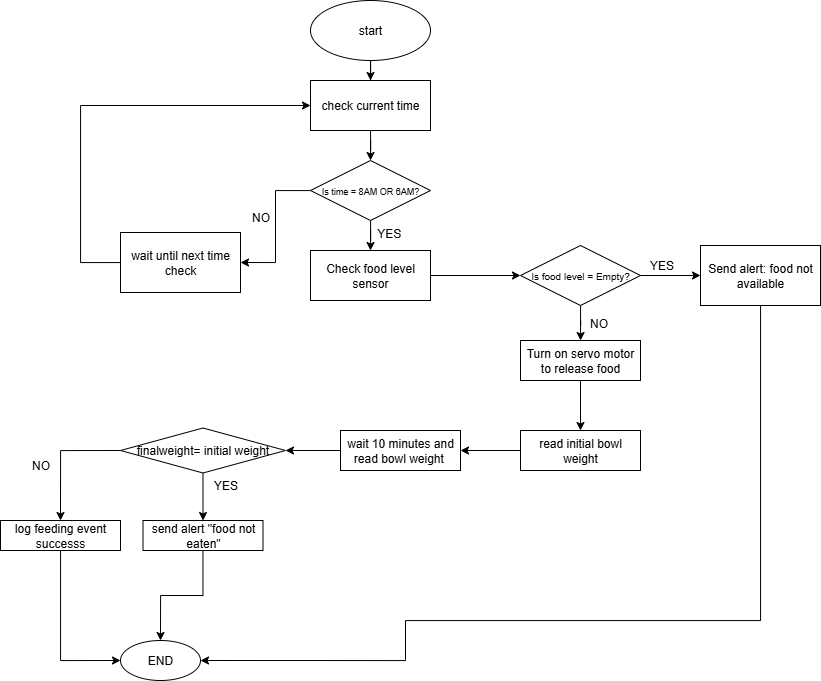 start
check current time
Is time = 8AM OR 6AM?
NO
YES
wait until next time
check
Check food level
sensor
Is food level = Empty?
YES
Send alert: food not
available
NO
Turn on servo motor
to release food
read initial bowl
weight
wait 10 minutes and
read bowl weight
finalweight= initial weight
NO
YES
log feeding event
successs
send alert "food not
eaten"
END